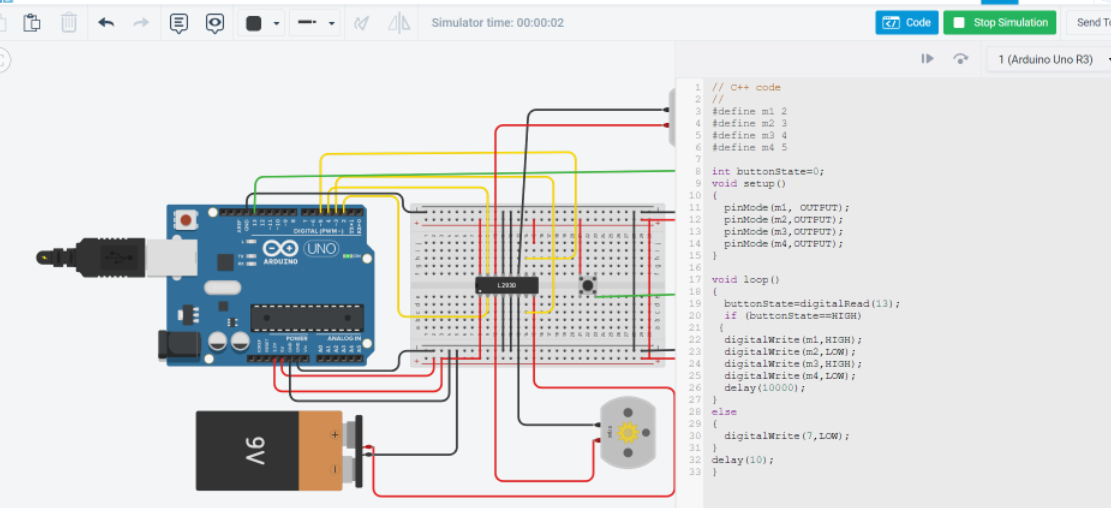 Simulator time: 00:00:02
Code
Stop Simulation
Send To
1 (Arduino Uno R3)
DIGITAL (PWM~)
UNO
ARDUINO
POWER
ANALOG IN
L293D
9V
1 // C++ code
2 //
3 #define m1 2
4 #define m2 3
5 #define m3 4
6 #define m4 5
7
8 int buttonState=0;
9 void setup()
10 {
11 pinMode(m1, OUTPUT);
12 pinMode(m2,OUTPUT);
13 pinMode(m3,OUTPUT);
14 pinMode(m4,OUTPUT);
15 }
16
17 void loop()
18 {
19 buttonState=digitalRead(13);
20 if (buttonState==HIGH)
21 {
22 digitalWrite(m1,HIGH);
23 digitalWrite(m2,LOW);
24 digitalWrite(m3,HIGH);
25 digitalWrite(m4,LOW);
26 delay(10000);
27 }
28 else
29 {
30 digitalWrite(7,LOW);
31 }
32 delay(10);
33 }